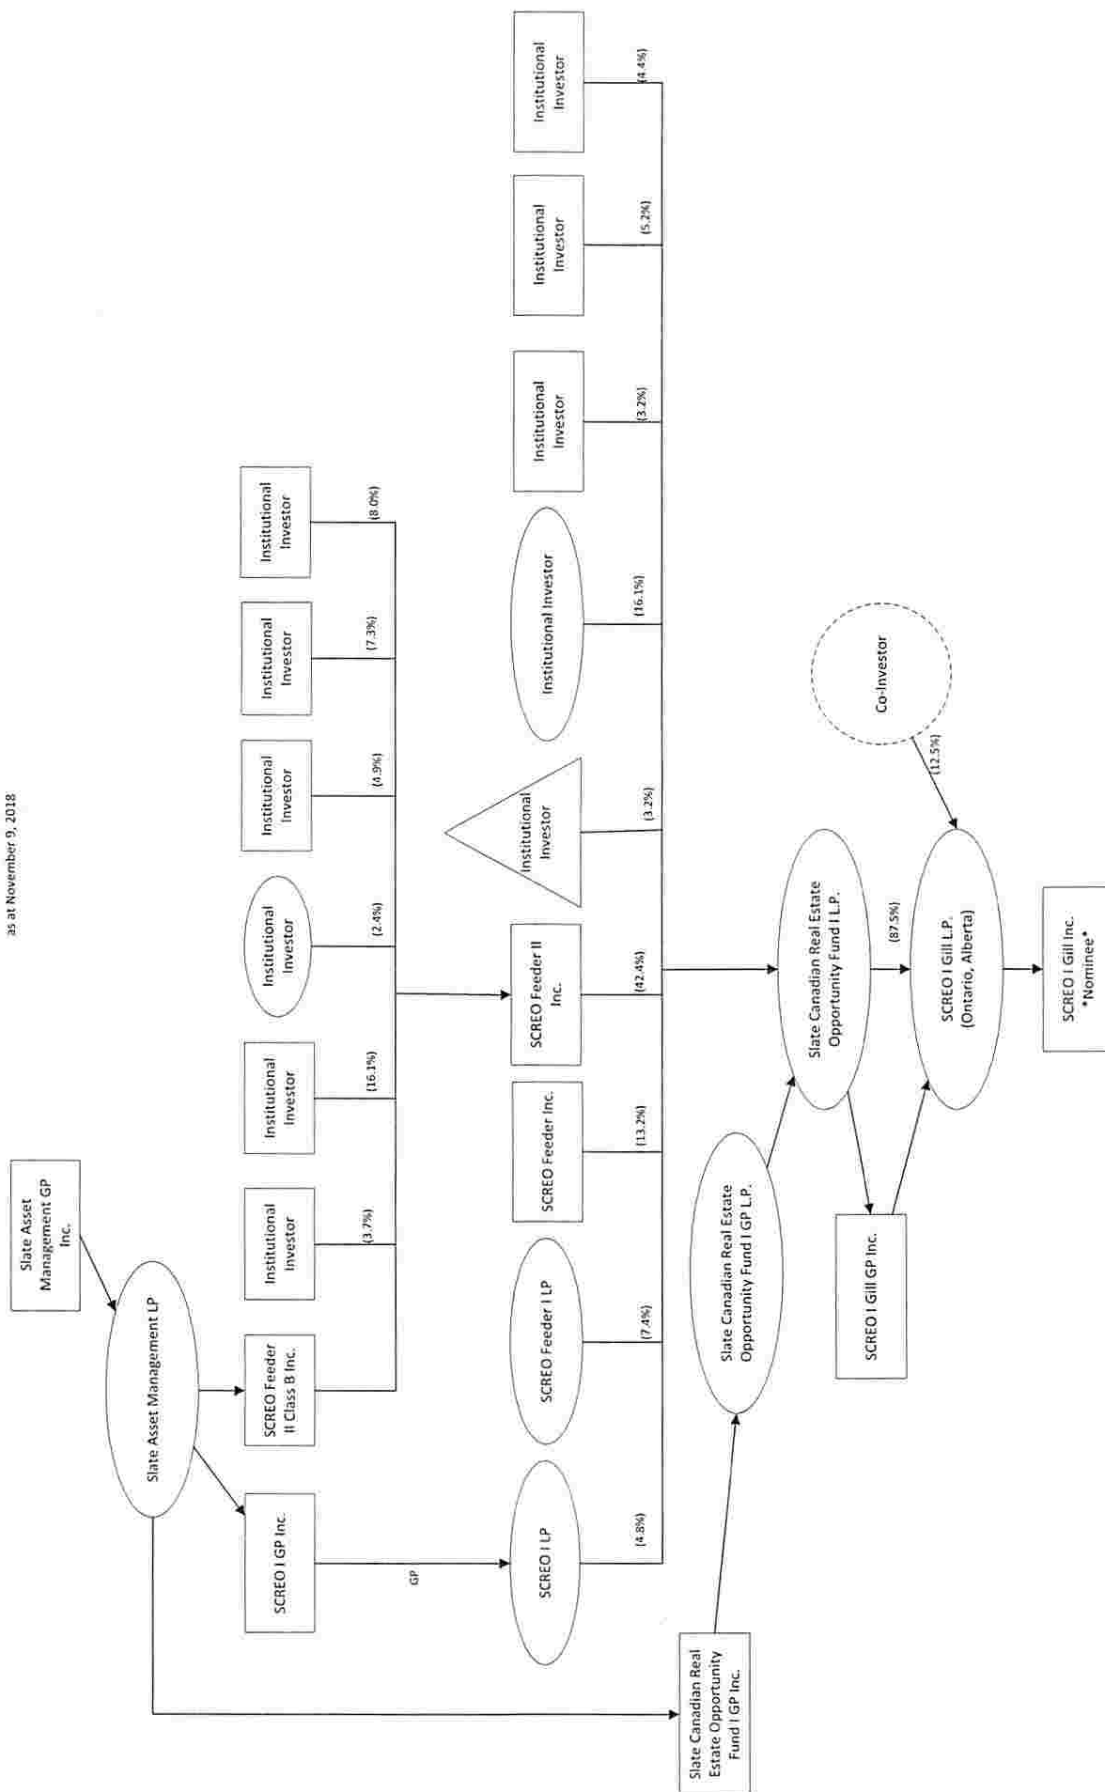 as at November 9, 2018
Slate Asset
Management GP
Inc.
Slate Asset Management LP
SCREO I GP Inc.
SCREO Feeder
II Class B Inc.
Institutional
Investor
Institutional
Investor
Institutional
Investor
Institutional
Investor
Institutional
Investor
Institutional
Investor
(3.7%)
(16.1%)
(2.4%)
(4.9%)
(7.3%)
(8.0%)
GP
SCREO I LP
SCREO Feeder I LP
SCREO Feeder Inc.
SCREO Feeder II
Inc.
Institutional
Investor
Institutional Investor
Institutional
Investor
Institutional
Investor
Institutional
Investor
(4.8%)
(7.4%)
(13.2%)
(42.4%)
(3.2%)
(16.1%)
(3.2%)
(5.2%)
(4.4%)
Slate Canadian Real
Estate Opportunity
Fund I GP Inc.
Slate Canadian Real Estate
Opportunity Fund I GP L.P.
Slate Canadian Real Estate
Opportunity Fund I L.P.
Co-Investor
(87.5%)
(12.5%)
SCREO I Gill GP Inc.
SCREO I Gill L.P.
(Ontario, Alberta)
SCREO I Gill Inc.
*Nominee*